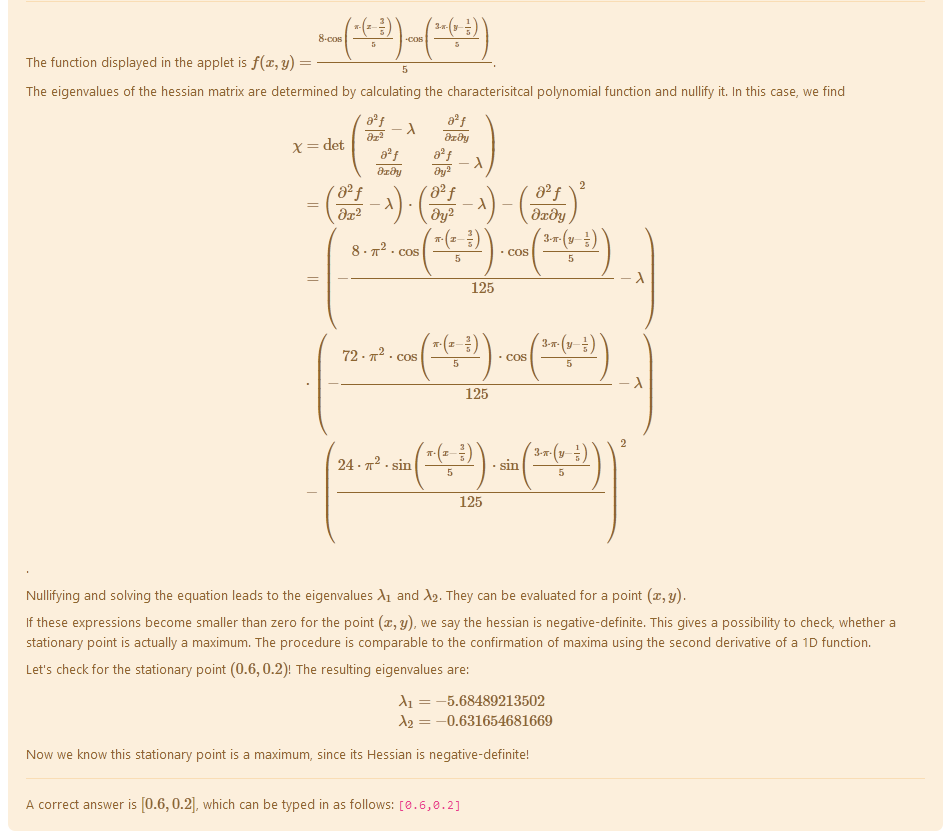 The function displayed in the applet is $f(x, y) = \frac{8 \cdot \cos\left(\frac{\pi \cdot \left(x - \frac{3}{5}\right)}{5}\right) \cdot \cos\left(\frac{3 \cdot \pi \cdot \left(y - \frac{1}{5}\right)}{5}\right)}{5}$.
The eigenvalues of the hessian matrix are determined by calculating the characterisitcal polynomial function and nullify it. In this case, we find
$\chi = \det \begin{pmatrix} \frac{\partial^2 f}{\partial x^2} - \lambda & \frac{\partial^2 f}{\partial x \partial y} \\ \frac{\partial^2 f}{\partial x \partial y} & \frac{\partial^2 f}{\partial y^2} - \lambda \end{pmatrix}$
$= \left(\frac{\partial^2 f}{\partial x^2} - \lambda\right) \cdot \left(\frac{\partial^2 f}{\partial y^2} - \lambda\right) - \left(\frac{\partial^2 f}{\partial x \partial y}\right)^2$
$= \left(-\frac{8 \cdot \pi^2 \cdot \cos\left(\frac{\pi \cdot \left(x - \frac{3}{5}\right)}{5}\right) \cdot \cos\left(\frac{3 \cdot \pi \cdot \left(y - \frac{1}{5}\right)}{5}\right)}{125} - \lambda\right)$
$\cdot \left(-\frac{72 \cdot \pi^2 \cdot \cos\left(\frac{\pi \cdot \left(x - \frac{3}{5}\right)}{5}\right) \cdot \cos\left(\frac{3 \cdot \pi \cdot \left(y - \frac{1}{5}\right)}{5}\right)}{125} - \lambda\right)$
$- \left(\frac{24 \cdot \pi^2 \cdot \sin\left(\frac{\pi \cdot \left(x - \frac{3}{5}\right)}{5}\right) \cdot \sin\left(\frac{3 \cdot \pi \cdot \left(y - \frac{1}{5}\right)}{5}\right)}{125}\right)^2$
.
Nullifying and solving the equation leads to the eigenvalues $\lambda_1$ and $\lambda_2$. They can be evaluated for a point $(x, y)$.
If these expressions become smaller than zero for the point $(x, y)$, we say the hessian is negative-definite. This gives a possibility to check, whether a
stationary point is actually a maximum. The procedure is comparable to the confirmation of maxima using the second derivative of a 1D function.
Let's check for the stationary point $(0.6, 0.2)$! The resulting eigenvalues are:
$\lambda_1 = -5.68489213502$
$\lambda_2 = -0.631654681669$
Now we know this stationary point is a maximum, since its Hessian is negative-definite!
A correct answer is $[0.6, 0.2]$, which can be typed in as follows: [0.6,0.2]